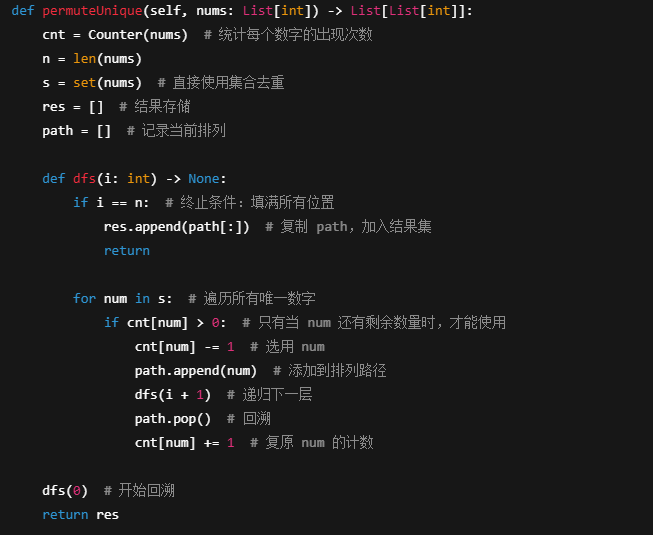 def permuteUnique(self, nums: List[int]) -> List[List[int]]:
    cnt = Counter(nums)  # 统计每个数字的出现次数
    n = len(nums)
    s = set(nums)  # 直接使用集合去重
    res = []  # 结果存储
    path = []  # 记录当前排列

    def dfs(i: int) -> None:
        if i == n:  # 终止条件：填满所有位置
            res.append(path[:])  # 复制 path，加入结果集
            return

        for num in s:  # 遍历所有唯一数字
            if cnt[num] > 0:  # 只有当 num 还有剩余数量时，才能使用
                cnt[num] -= 1  # 选用 num
                path.append(num)  # 添加到排列路径
                dfs(i + 1)  # 递归下一层
                path.pop()  # 回溯
                cnt[num] += 1  # 复原 num 的计数

    dfs(0)  # 开始回溯
    return res